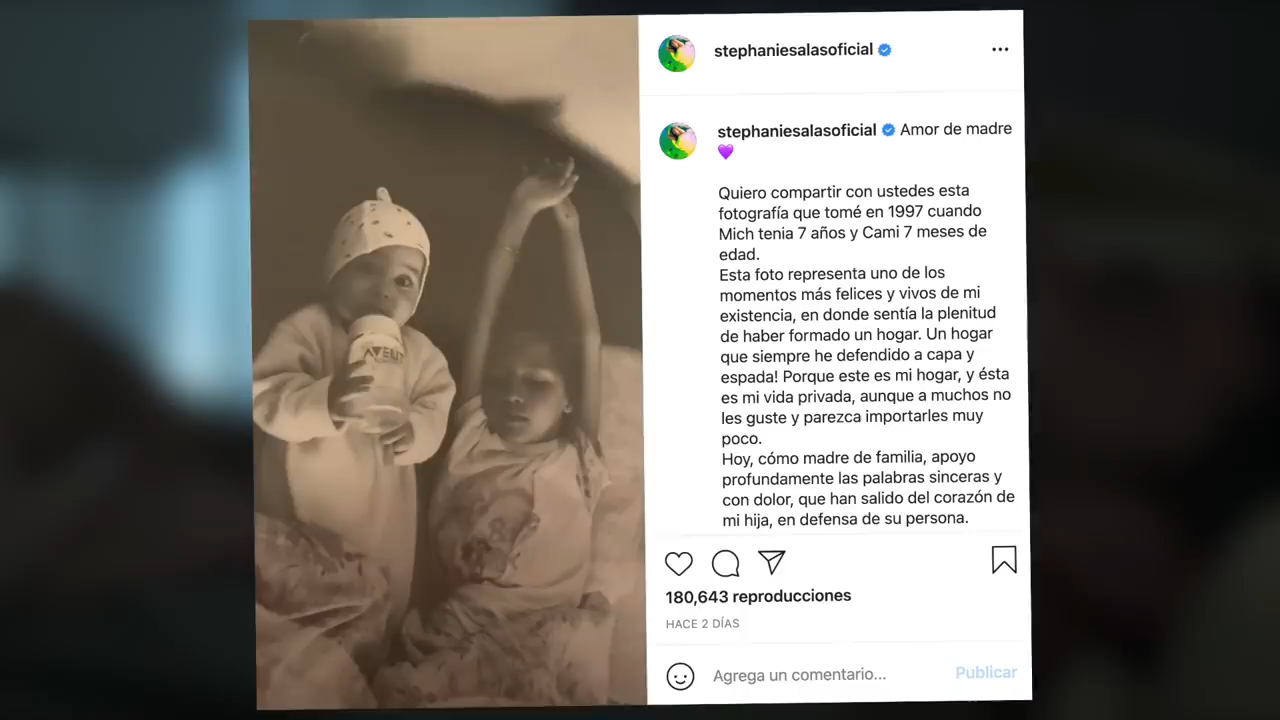 stephaniesalasoficial
stephaniesalasoficial Amor de madre
💜
Quiero compartir con ustedes esta
fotografía que tomé en 1997 cuando
Mich tenia 7 años y Cami 7 meses de
edad.
Esta foto representa uno de los
momentos más felices y vivos de mi
existencia, en donde sentía la plenitud
de haber formado un hogar. Un hogar
que siempre he defendido a capa y
espada! Porque este es mi hogar, y ésta
es mi vida privada, aunque a muchos no
les guste y parezca importarles muy
poco.
Hoy, cómo madre de familia, apoyo
profundamente las palabras sinceras y
con dolor, que han salido del corazón de
mi hija, en defensa de su persona.
180,643 reproducciones
HACE 2 DÍAS
Agrega un comentario... Publicar
AVENT